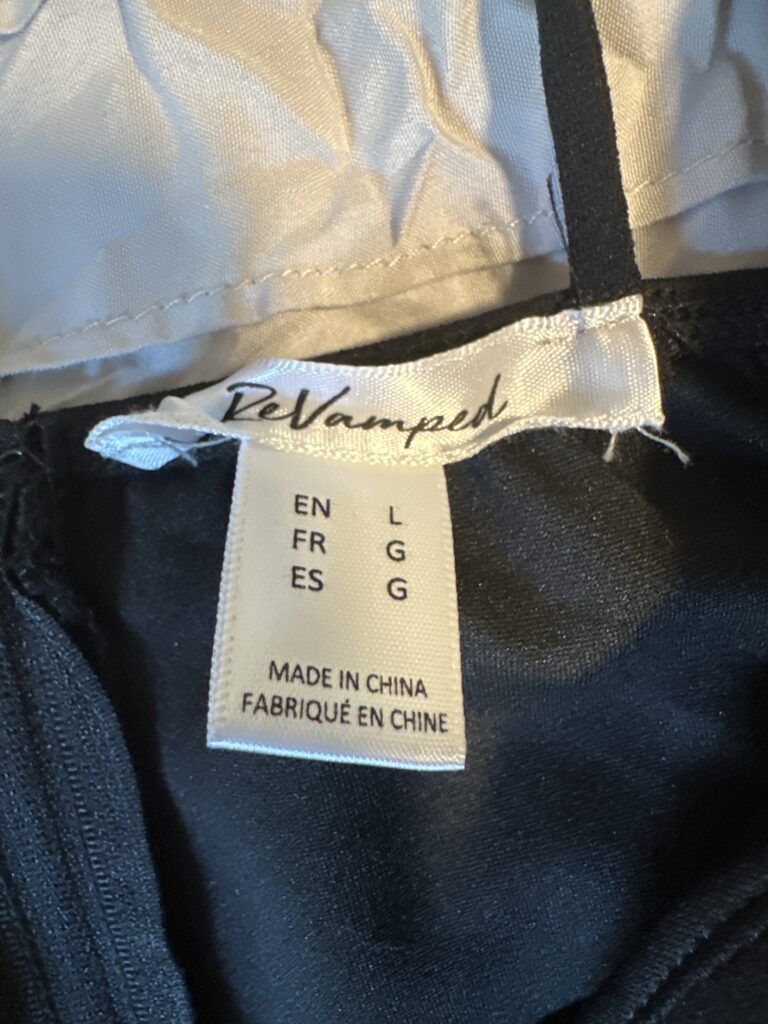 ReVamped
EN L
FR G
ES G
MADE IN CHINA
FABRIQUÉ EN CHINE